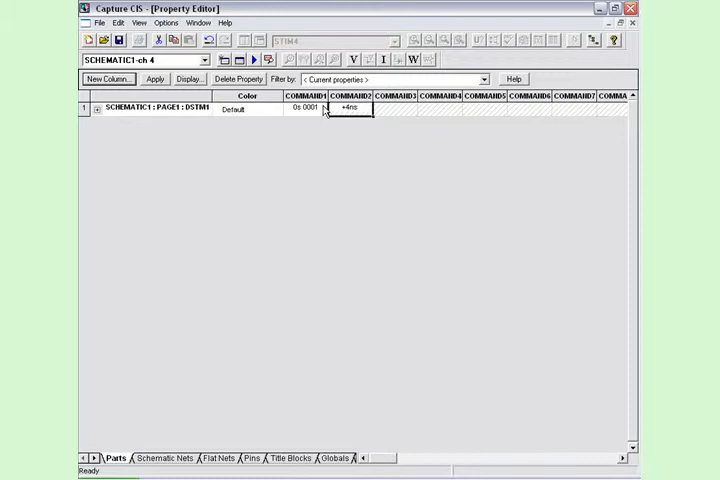 Capture CIS - [Property Editor]
File Edit View Options Window Help
STIM4
SCHEMATIC1-ch 4
V I W
New Column... Apply Display... Delete Property Filter by: < Current properties > Help
Color COMMAND1 COMMAND2 COMMAND3 COMMAND4 COMMAND5 COMMAND6 COMMAND7 COMMA
1 + SCHEMATIC1 : PAGE1 : DSTM1 Default 0s 0001 +4ns
Parts Schematic Nets Flat Nets Pins Title Blocks Globals
Ready